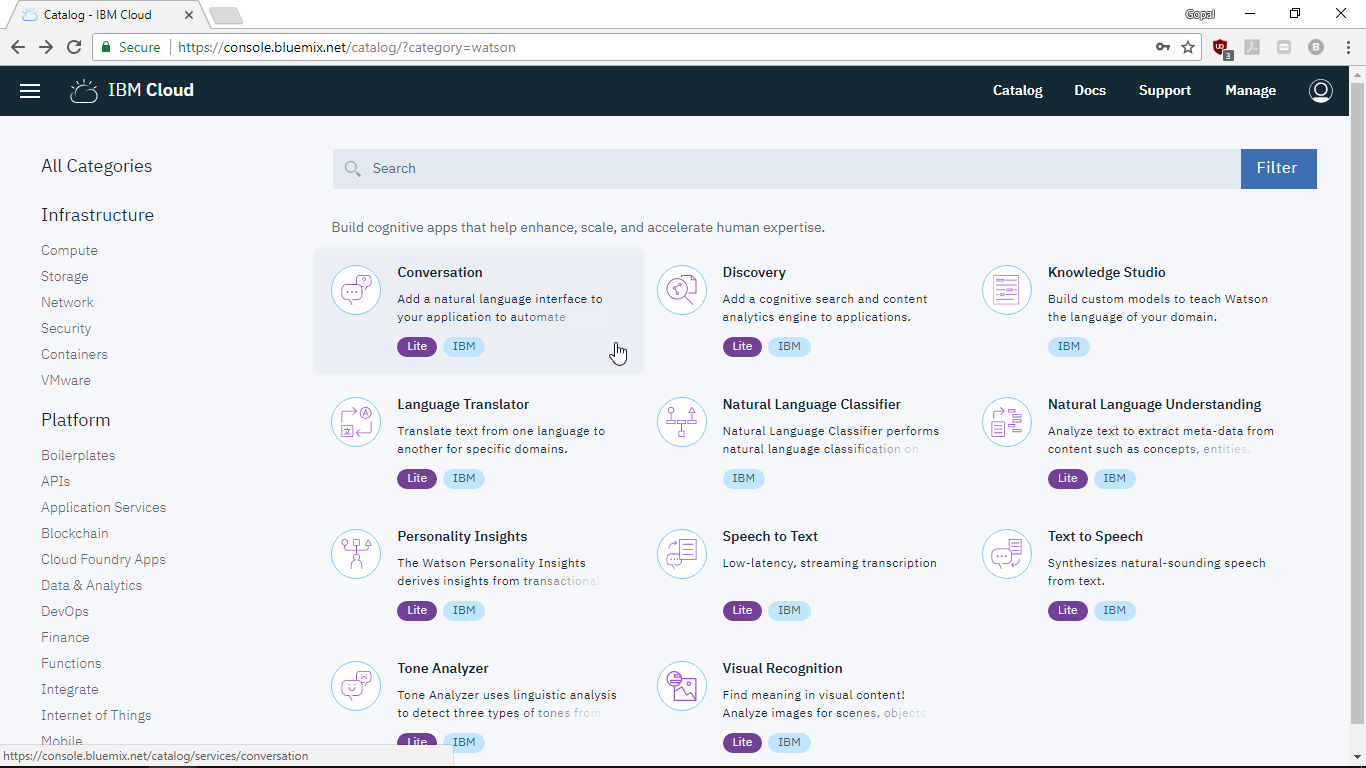 Catalog - IBM Cloud
Gopal
Secure
https://console.bluemix.net/catalog/?category=watson
3
B
IBM Cloud
Catalog
Docs
Support
Manage
All Categories
Infrastructure
Compute
Storage
Network
Security
Containers
VMware
Platform
Boilerplates
APIs
Application Services
Blockchain
Cloud Foundry Apps
Data & Analytics
DevOps
Finance
Functions
Integrate
Internet of Things
Mobile
Search
Filter
Build cognitive apps that help enhance, scale, and accelerate human expertise.
Conversation
Add a natural language interface to
your application to automate
Lite IBM
Discovery
Add a cognitive search and content
analytics engine to applications.
Lite IBM
Knowledge Studio
Build custom models to teach Watson
the language of your domain.
IBM
Language Translator
Translate text from one language to
another for specific domains.
Lite IBM
Natural Language Classifier
Natural Language Classifier performs
natural language classification on
IBM
Natural Language Understanding
Analyze text to extract meta-data from
content such as concepts, entities,
Lite IBM
Personality Insights
The Watson Personality Insights
derives insights from transactional
Lite IBM
Speech to Text
Low-latency, streaming transcription
Lite IBM
Text to Speech
Synthesizes natural-sounding speech
from text.
Lite IBM
Tone Analyzer
Tone Analyzer uses linguistic analysis
to detect three types of tones from
Lite IBM
Visual Recognition
Find meaning in visual content!
Analyze images for scenes, objects,
Lite IBM
https://console.bluemix.net/catalog/services/conversation